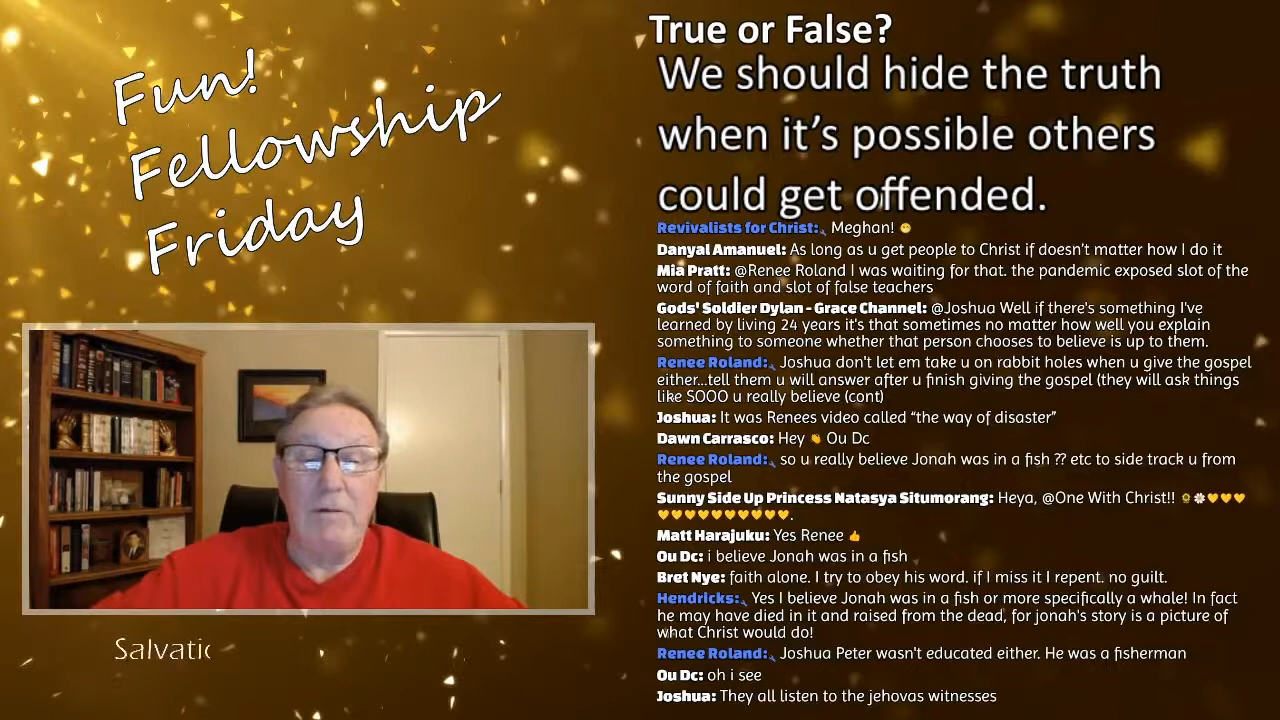 Fun!
Fellowship
Friday
True or False?
We should hide the truth
when it's possible others
could get offended.
Revivalists for Christ: Meghan! 😬
Danyal Amanuel: As long as u get people to Christ if doesn't matter how I do it
Mia Pratt: @Renee Roland I was waiting for that. the pandemic exposed slot of the
word of faith and slot of false teachers
Gods' Soldier Dylan - Grace Channel: @Joshua Well if there's something I've
learned by living 24 years it's that sometimes no matter how well you explain
something to someone whether that person chooses to believe is up to them.
Renee Roland: Joshua don't let em take u on rabbit holes when u give the gospel
either...tell them u will answer after u finish giving the gospel (they will ask things
like SOOO u really believe (cont)
Joshua: It was Renees video called “the way of disaster”
Dawn Carrasco: Hey 👋 Ou Dc
Renee Roland: so u really believe Jonah was in a fish ?? etc to side track u from
the gospel
Sunny Side Up Princess Natasya Situmorang: Heya, @One With Christ!! 🌻🌼💛💛💛
💛💛💛💛💛💛💛💛💛💛.
Matt Harajuku: Yes Renee 👍
Ou Dc: i believe Jonah was in a fish
Bret Nye: faith alone. I try to obey his word. if I miss it I repent. no guilt.
Hendricks: Yes I believe Jonah was in a fish or more specifically a whale! In fact
he may have died in it and raised from the dead, for jonah's story is a picture of
what Christ would do!
Renee Roland: Joshua Peter wasn't educated either. He was a fisherman
Ou Dc: oh i see
Joshua: They all listen to the jehovas witnesses